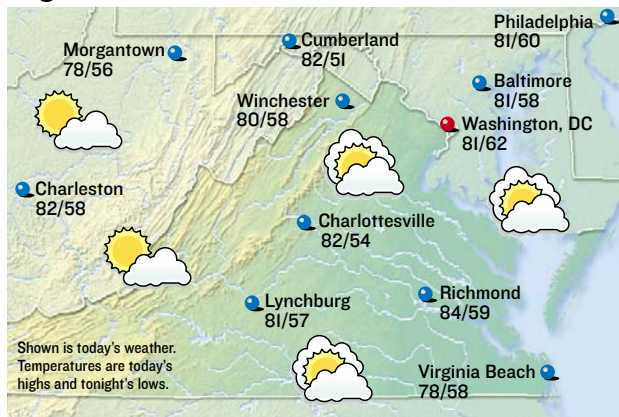 Philadelphia
81/60
Morgantown
78/56
Cumberland
82/51
Baltimore
81/58
Winchester
80/58
Washington, DC
81/62
Charleston
82/58
Charlottesville
82/54
Lynchburg
81/57
Richmond
84/59
Shown is today's weather.
Temperatures are today's
highs and tonight's lows.
Virginia Beach
78/58